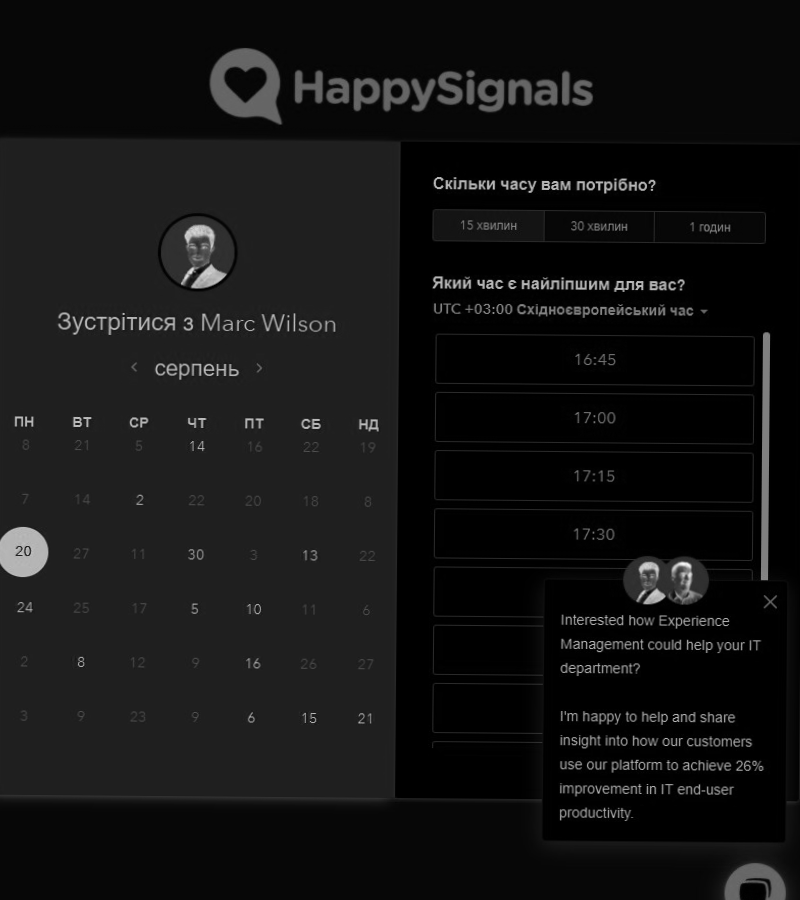 HappySignals
Зустрітися з Marc Wilson
серпень
ПН ВТ СР ЧТ ПТ СБ НД
8 21 5 14 16 22 19
7 14 2 22 20 18 8
20 27 11 30 3 13 22
24 25 17 5 10 11 6
2 8 12 9 16 26 27
3 9 23 9 6 15 21
Скільки часу вам потрібно?
15 хвилин 30 хвилин 1 годин
Який час є найліпшим для вас?
UTC +03:00 Східноєвропейський час
16:45
17:00
17:15
17:30
Interested how Experience
Management could help your IT
department?
I'm happy to help and share
insight into how our customers
use our platform to achieve 26%
improvement in IT end-user
productivity.